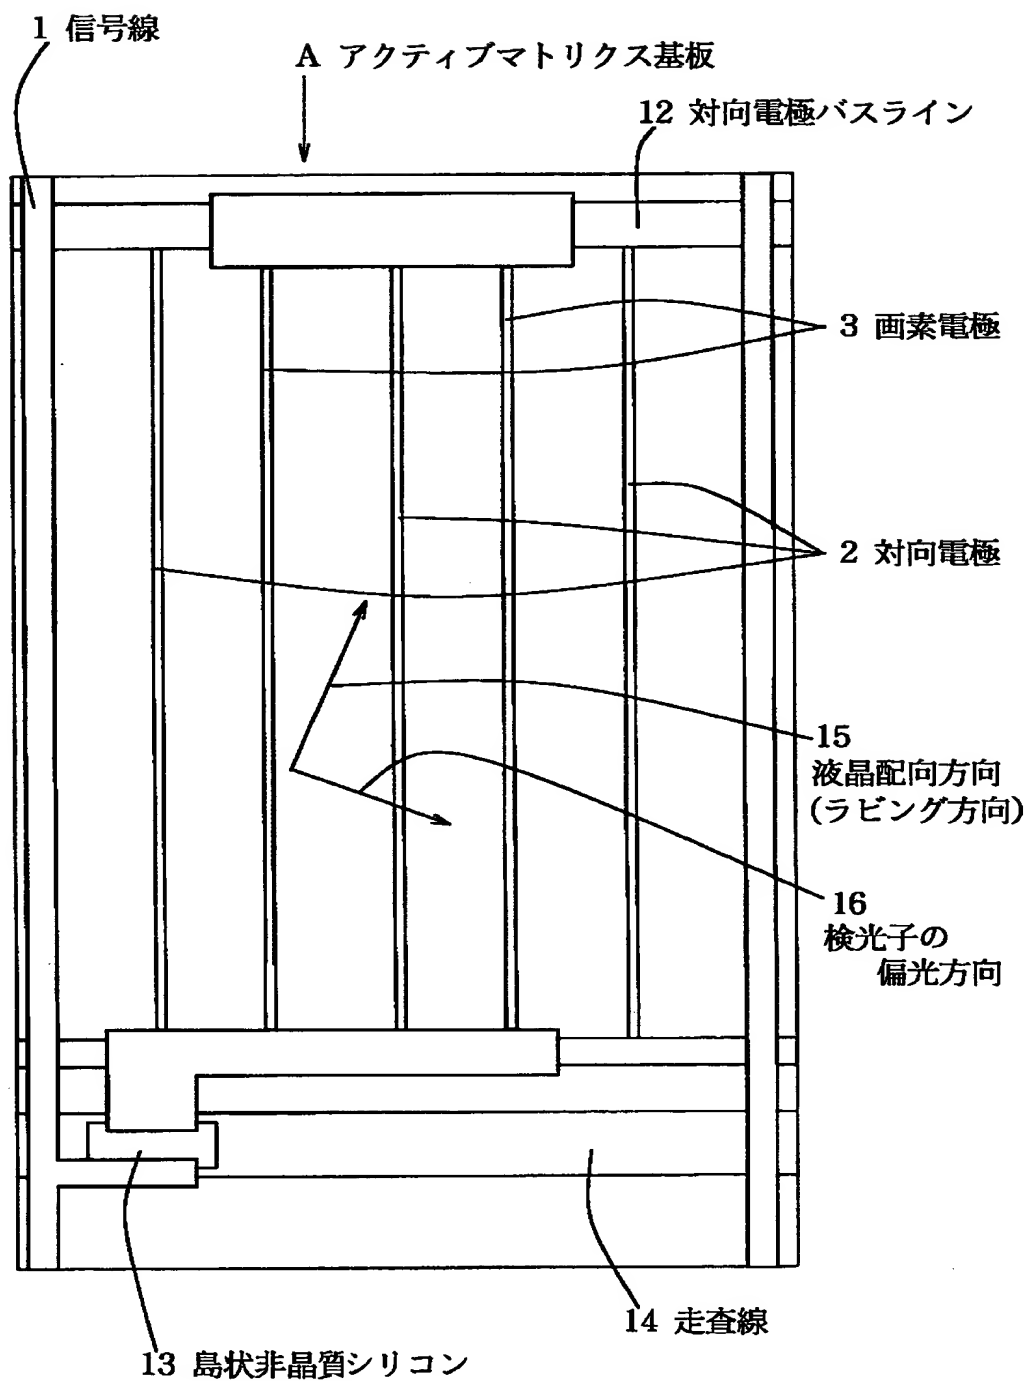 1 信号線
A アクティブマトリクス基板
12 対向電極バスライン
3 画素電極
2 対向電極
15
液晶配向方向
(ラビング方向)
16
検光子の
偏光方向
14 走査線
13 島状非晶質シリコン